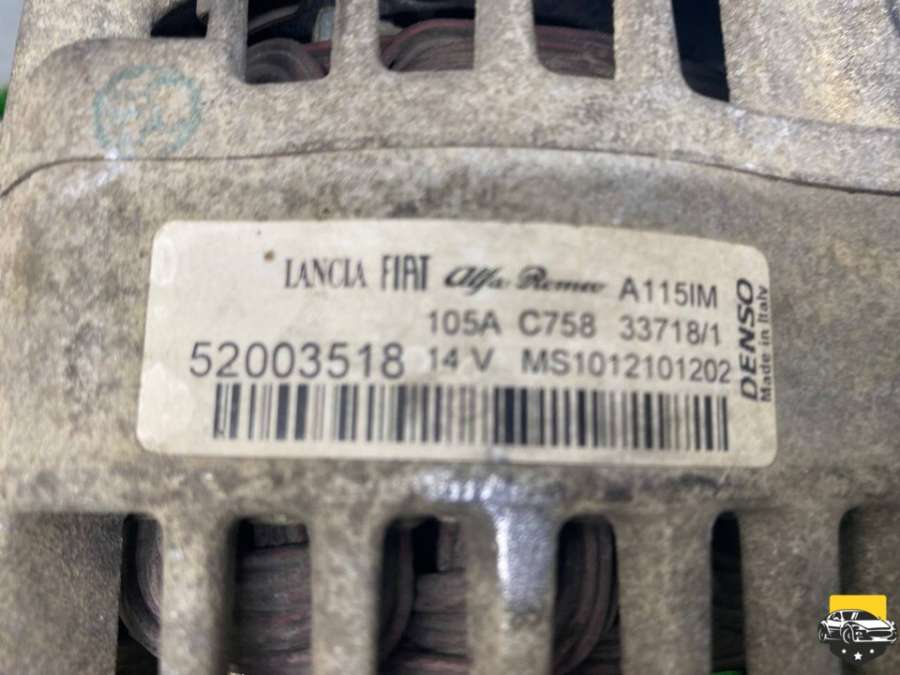 LANCIA FIAT Alfa Romeo A115IM
105A C758 33718/1
52003518 14 V MS1012101202
DENSO
Made in Italy